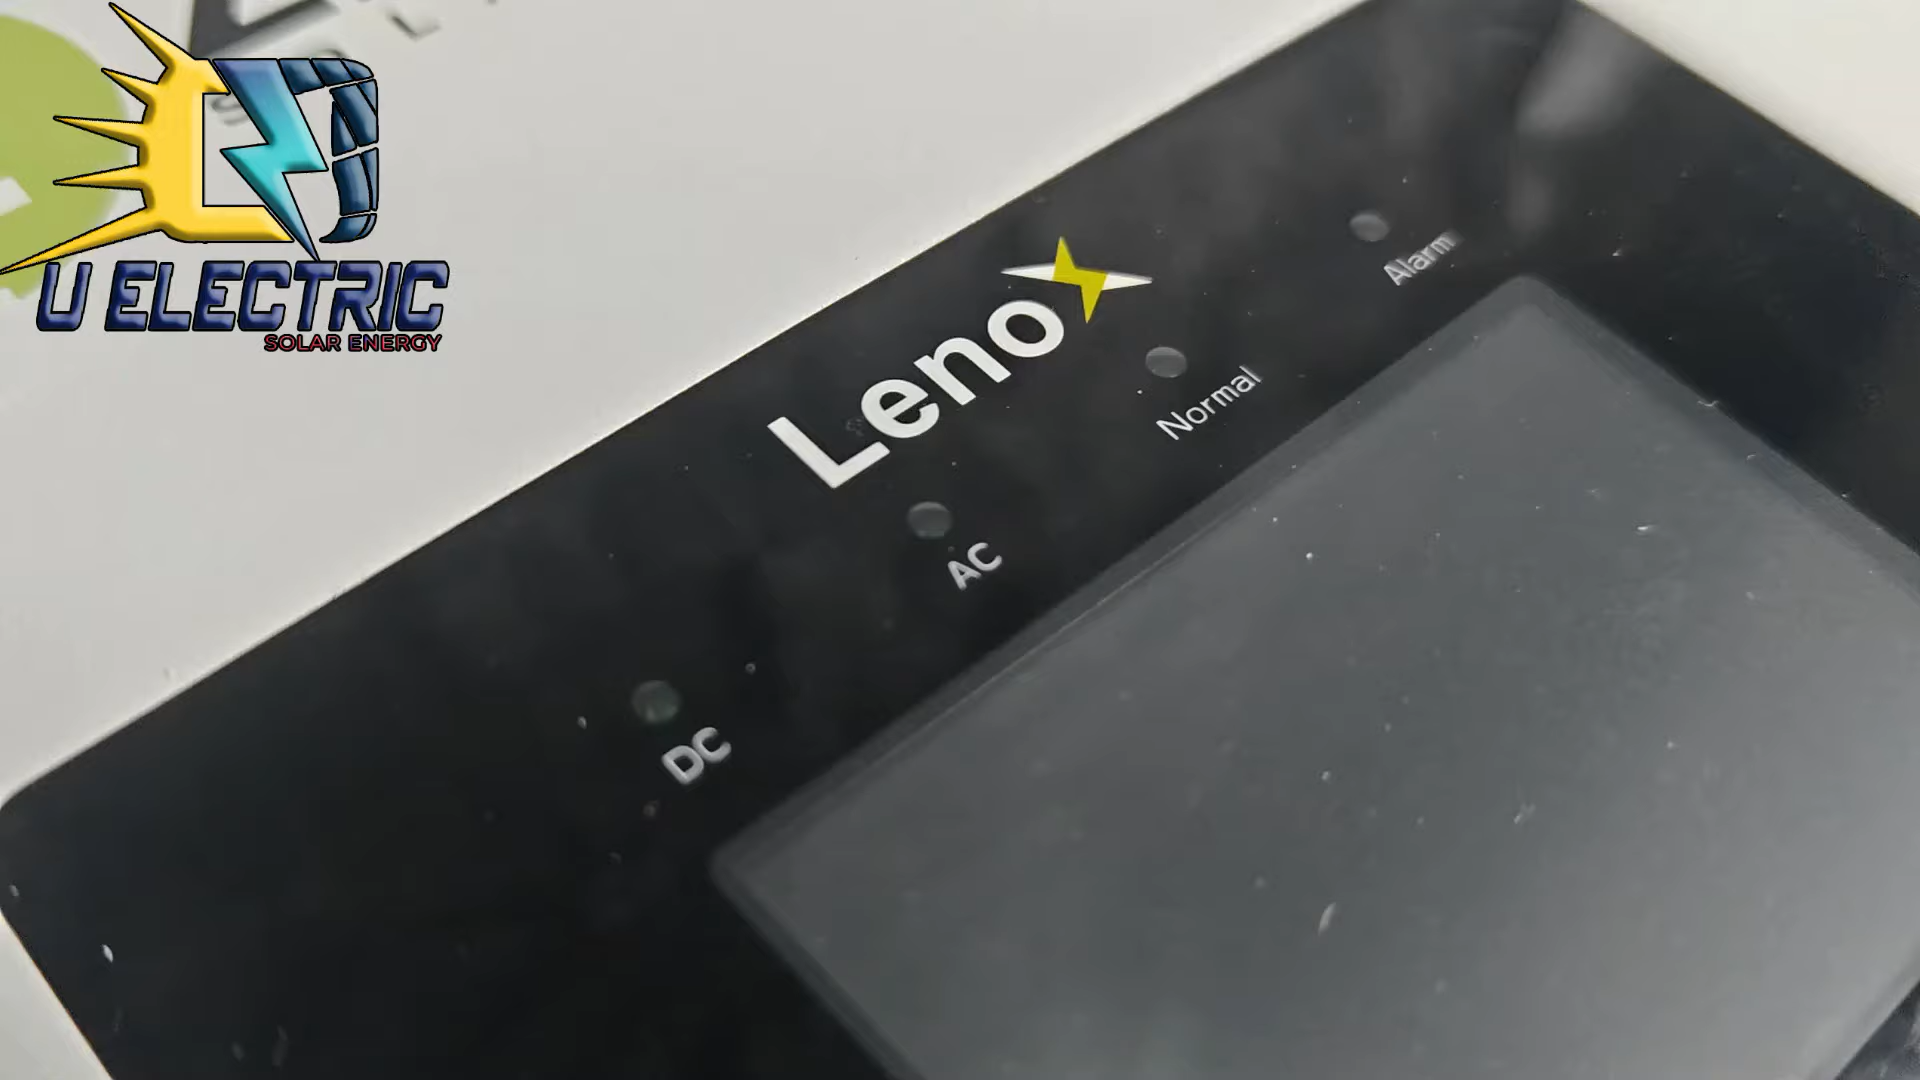 U ELECTRIC
SOLAR ENERGY
LenoX
Alarm
Normal
AC
DC